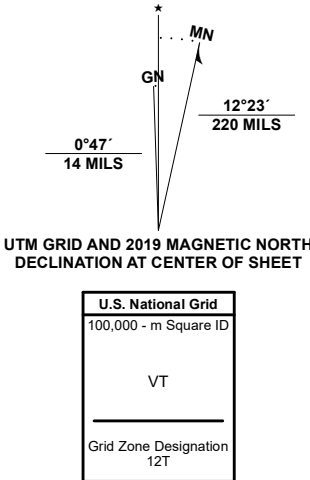 ★
MN
GN
12°23´
220 MILS
0°47´
14 MILS
UTM GRID AND 2019 MAGNETIC NORTH
DECLINATION AT CENTER OF SHEET
U.S. National Grid
100,000 - m Square ID
VT
Grid Zone Designation
12T